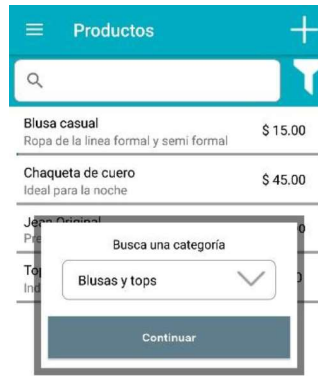 Productos
Blusa casual
$ 15.00
Ropa de la linea formal y semi formal
Chaqueta de cuero
$ 45.00
Ideal para la noche
Busca una categoría
Blusas y tops
Continuar